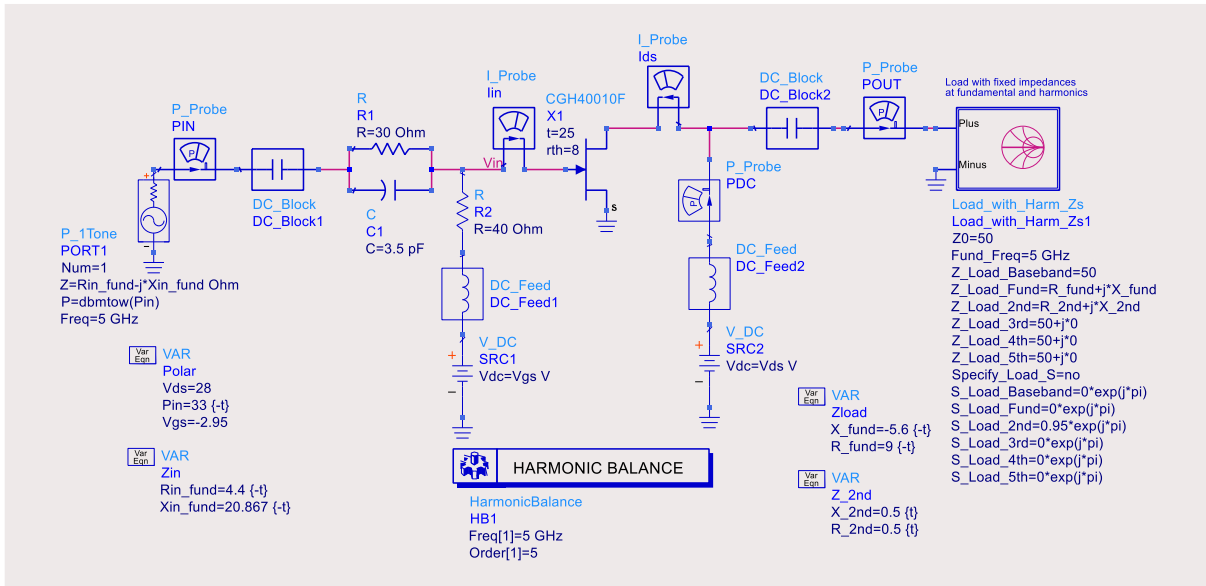 I_Probe
Ids
I_Probe
Iin
P_Probe
PIN
R
R1
R=30 Ohm
CGH40010F
X1
t=25
rth=8
DC_Block
DC_Block2
P_Probe
POUT
Load with fixed impedances
at fundamental and harmonics
Plus
Minus
P
P
P
Vin
s
+
-
DC_Block
DC_Block1
C
C1
C=3.5 pF
R
R2
R=40 Ohm
P_Probe
PDC
P_1Tone
PORT1
Num=1
Z=Rin_fund-j*Xin_fund Ohm
P=dbmtow(Pin)
Freq=5 GHz
DC_Feed
DC_Feed1
DC_Feed
DC_Feed2
V_DC
SRC1
Vdc=Vgs V
+
-
V_DC
SRC2
Vdc=Vds V
+
-
Load_with_Harm_Zs
Load_with_Harm_Zs1
Z0=50
Fund_Freq=5 GHz
Z_Load_Baseband=50
Z_Load_Fund=R_fund+j*X_fund
Z_Load_2nd=R_2nd+j*X_2nd
Z_Load_3rd=50+j*0
Z_Load_4th=50+j*0
Z_Load_5th=50+j*0
Specify_Load_S=no
S_Load_Baseband=0*exp(j*pi)
S_Load_Fund=0*exp(j*pi)
S_Load_2nd=0.95*exp(j*pi)
S_Load_3rd=0*exp(j*pi)
S_Load_4th=0*exp(j*pi)
S_Load_5th=0*exp(j*pi)
Var
Eqn
VAR
Polar
Vds=28
Pin=33 {-t}
Vgs=-2.95
Var
Eqn
VAR
Zin
Rin_fund=4.4 {-t}
Xin_fund=20.867 {-t}
HARMONIC BALANCE
HarmonicBalance
HB1
Freq[1]=5 GHz
Order[1]=5
Var
Eqn
VAR
Zload
X_fund=-5.6 {-t}
R_fund=9 {-t}
Var
Eqn
VAR
Z_2nd
X_2nd=0.5 {t}
R_2nd=0.5 {t}